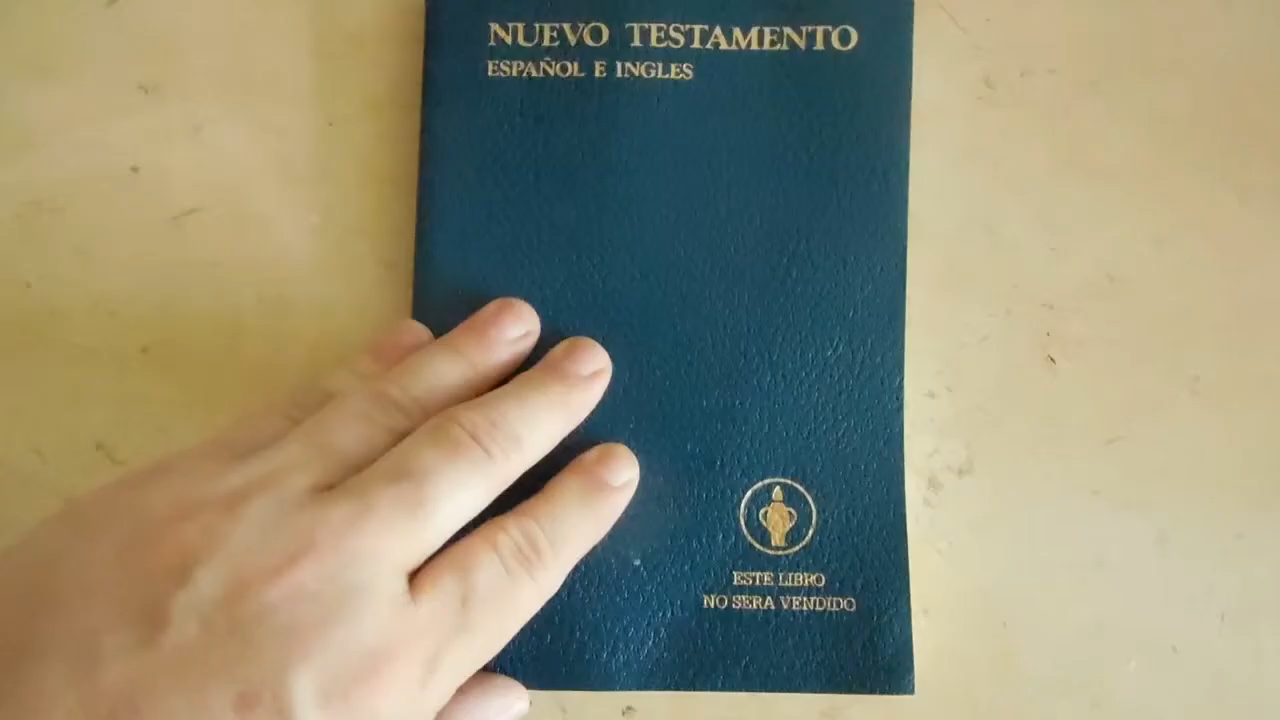 NUEVO TESTAMENTO
ESPAÑOL E INGLES
ESTE LIBRO
NO SERA VENDIDO